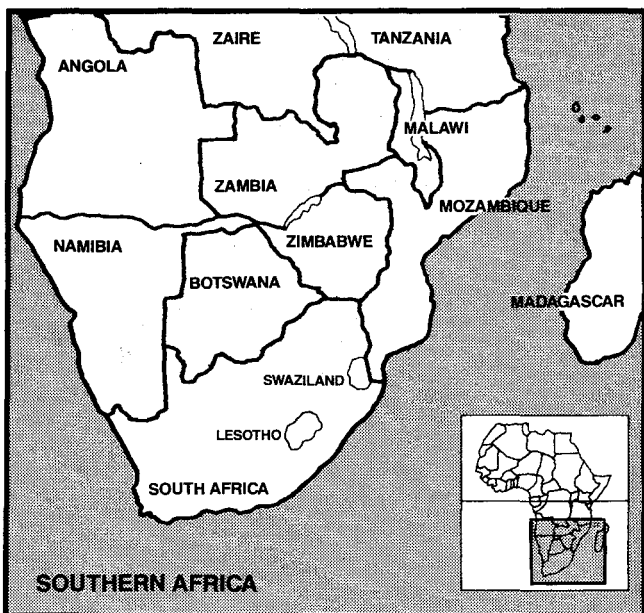 ZAIRE
TANZANIA
ANGOLA
MALAWI
ZAMBIA
MOZAMBIQUE
NAMIBIA
ZIMBABWE
BOTSWANA
MADAGASCAR
SWAZILAND
LESOTHO
SOUTH AFRICA
SOUTHERN AFRICA